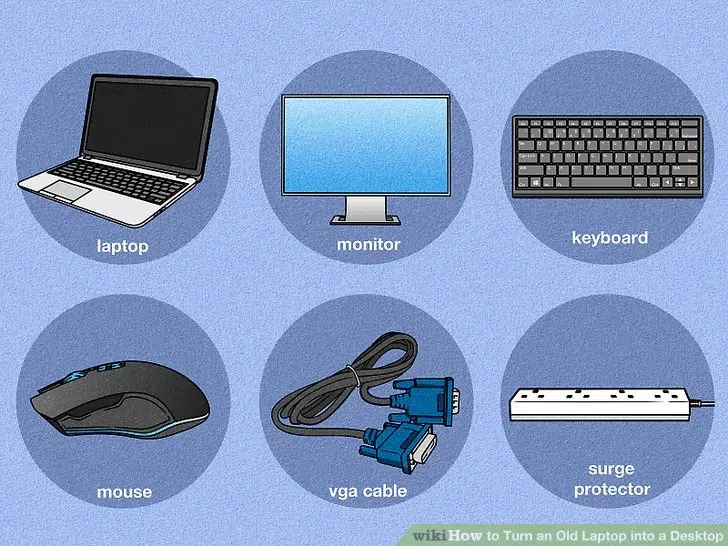 laptop
monitor
keyboard
mouse
vga cable
surge
protector
wikiHow to Turn an Old Laptop into a Desktop